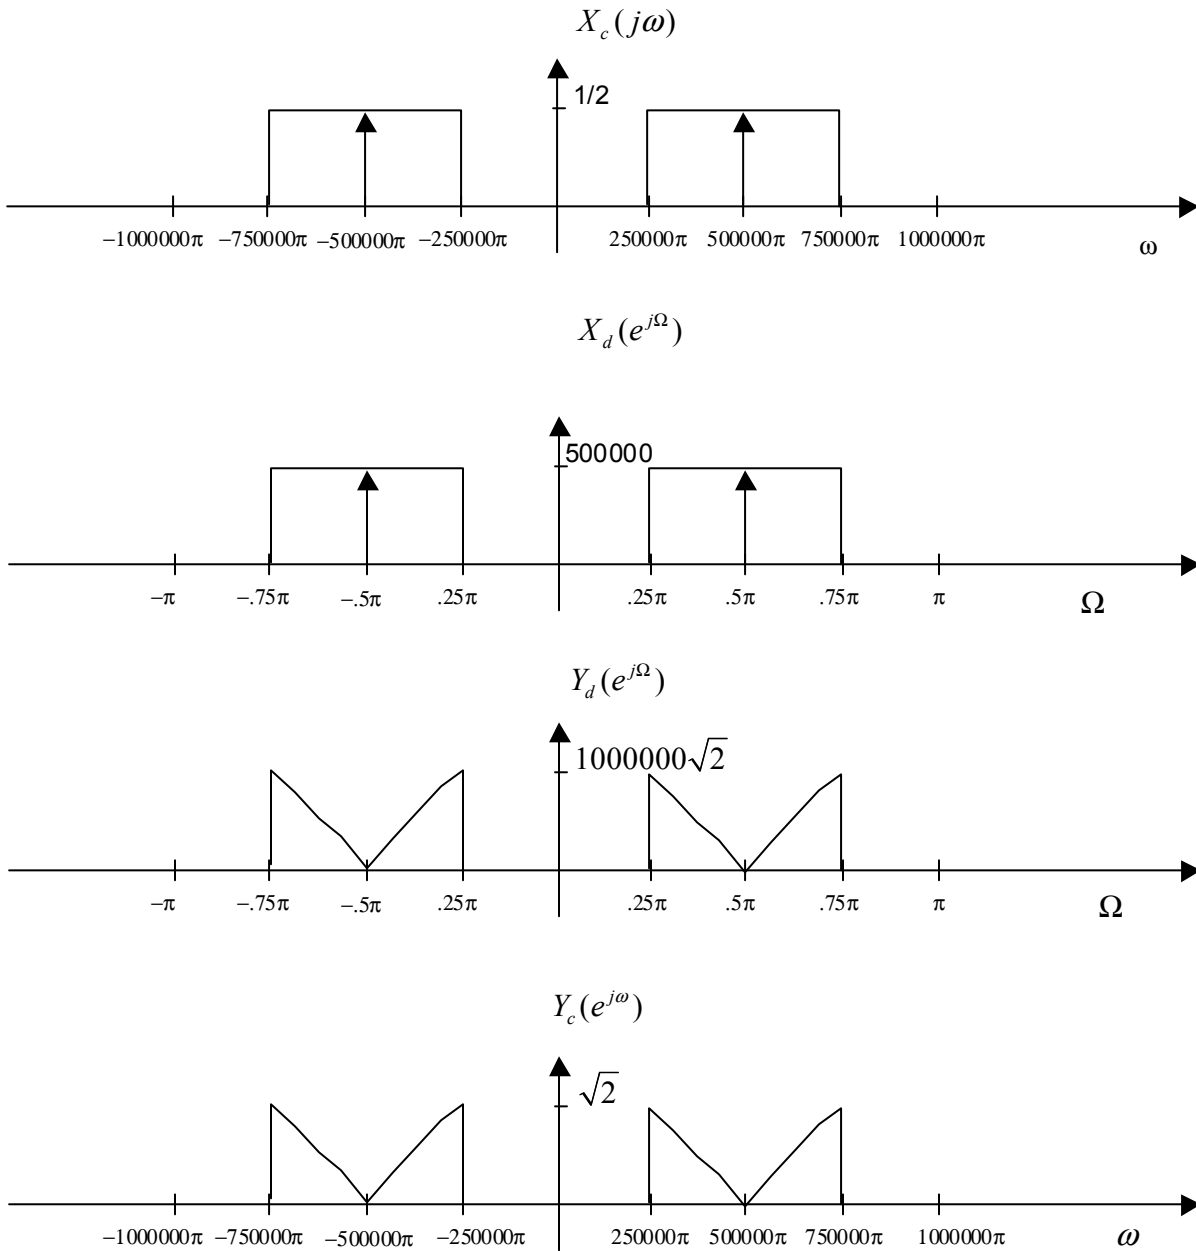 X_c(jω)
1/2
−1000000π −750000π −500000π −250000π 250000π 500000π 750000π 1000000π ω
X_d(e^{jΩ})
500000
−π −.75π −.5π .25π .25π .5π .75π π Ω
Y_d(e^{jΩ})
1000000√2
−π −.75π −.5π .25π .25π .5π .75π π Ω
Y_c(e^{jω})
√2
−1000000π −750000π −500000π −250000π 250000π 5000000π 750000π 1000000π ω